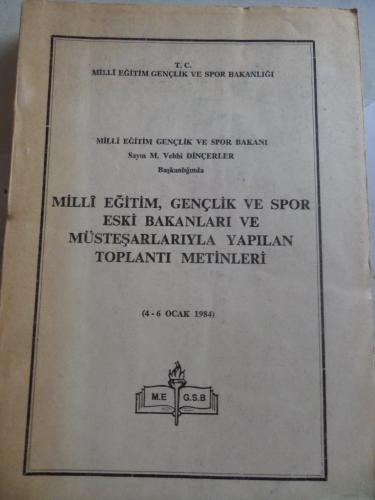 T. C.
MİLLÎ EĞİTİM GENÇLİK VE SPOR BAKANLIĞI
MİLLİ EĞİTİM GENÇLİK VE SPOR BAKANI
Sayın M. Vehbi DİNÇERLER
Başkanlığında
MİLLÎ EĞİTİM, GENÇLİK VE SPOR
ESKİ BAKANLARI VE
MÜSTEŞARLARIYLA YAPILAN
TOPLANTI METİNLERİ
(4 - 6 OCAK 1984)
M.E G.S.B